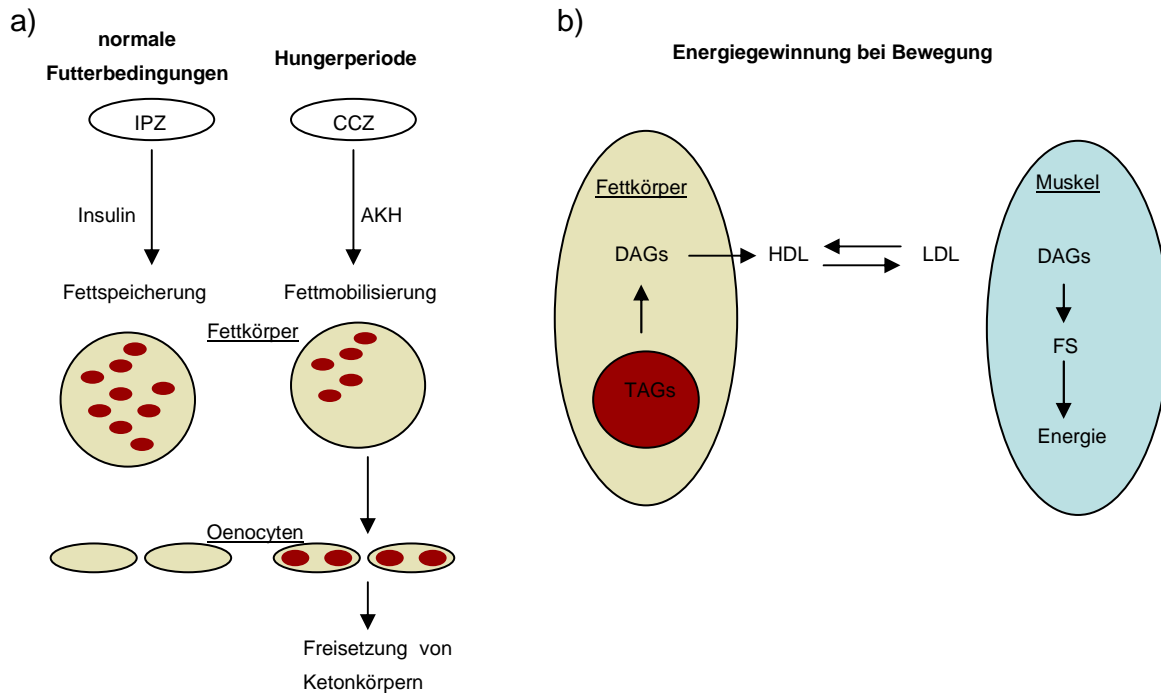 a)
normale
Futterbedingungen
Hungerperiode
IPZ
CCZ
Insulin
AKH
Fettspeicherung
Fettmobilisierung
Fettkörper
Oenocyten
Freisetzung von
Ketonkörpern
b)
Energiegewinnung bei Bewegung
Fettkörper
Muskel
DAGs
HDL
LDL
DAGs
FS
TAGs
Energie